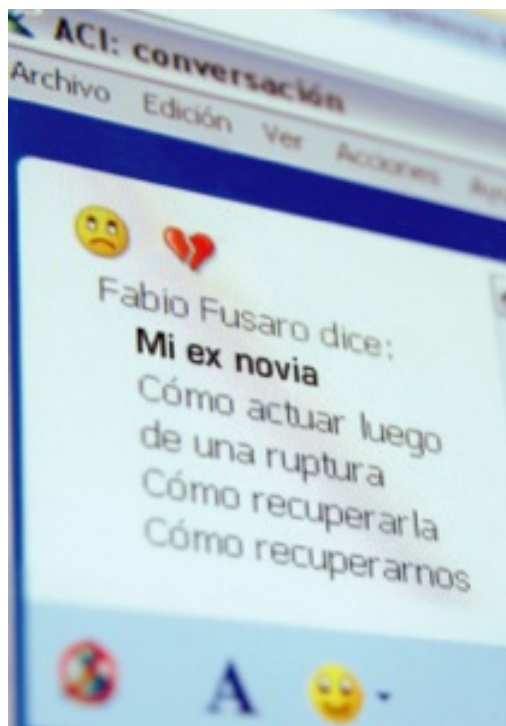 ACI: conversación
Archivo Edición Ver Acciones
Fabio Fusaro dice:
Mi ex novia
Cómo actuar luego
de una ruptura
Cómo recuperarla
Cómo recuperarnos
A